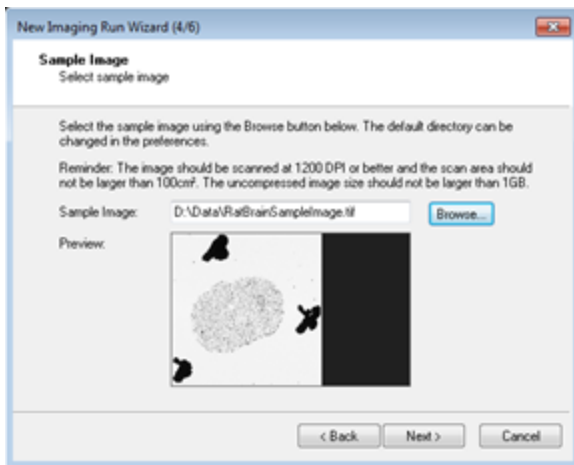 New Imaging Run Wizard (4/6)
Sample Image
Select sample image
Select the sample image using the Browse button below. The default directory can be
changed in the preferences.
Reminder: The image should be scanned at 1200 DPI or better and the scan area should
not be larger than 100cm². The uncompressed image size should not be larger than 1GB.
Sample Image: D:\Data\RatBrainSampleImage.tif Browse...
Preview:
< Back Next > Cancel